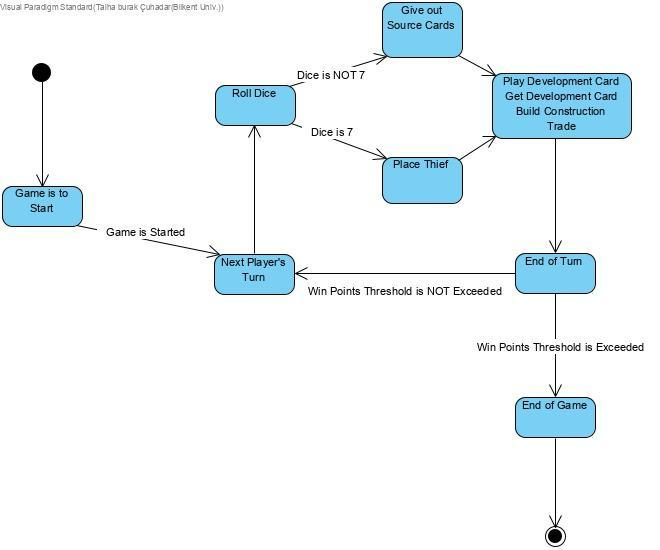 Visual Paradigm Standard(Talha burak Çuhadar(Bilkent Univ.))
Give out
Source Cards
Dice is NOT 7
Roll Dice
Play Development Card
Get Development Card
Build Construction
Trade
Dice is 7
Place Thief
Game is to
Start
Game is Started
Next Player's
Turn
End of Turn
Win Points Threshold is NOT Exceeded
Win Points Threshold is Exceeded
End of Game